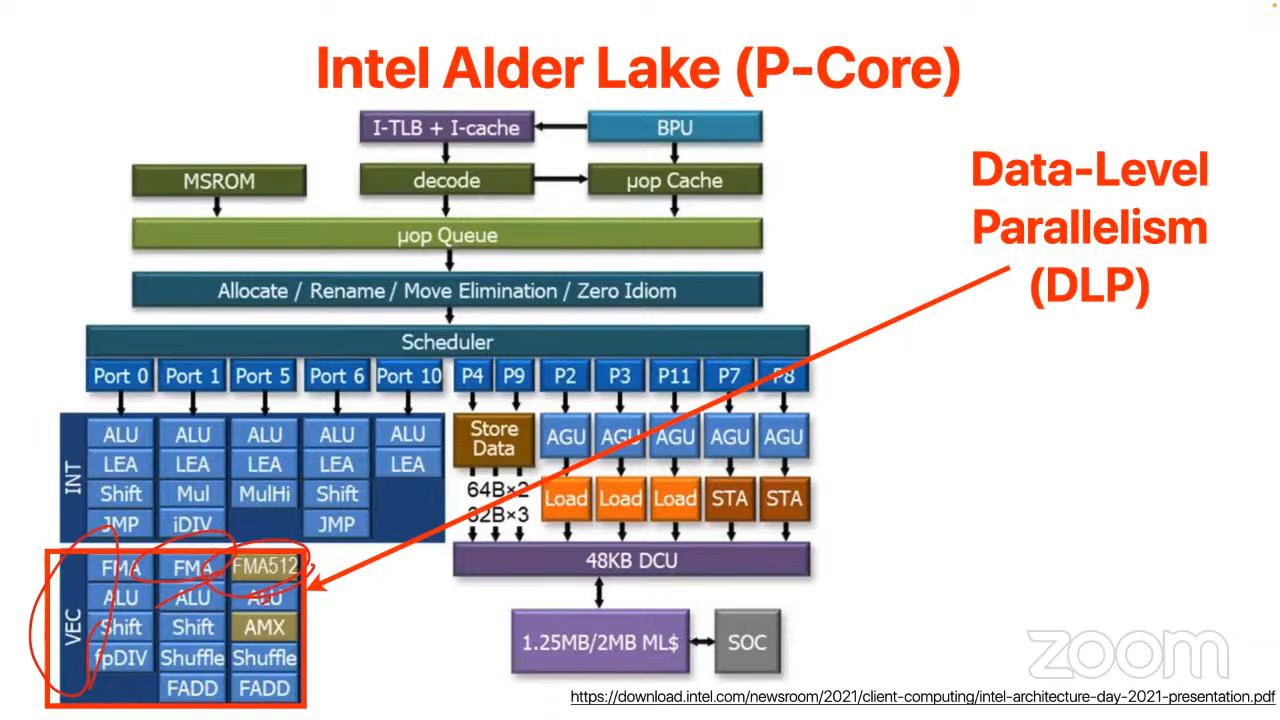 Intel Alder Lake (P-Core)
I-TLB + I-cache
BPU
MSROM
decode
μop Cache
μop Queue
Allocate / Rename / Move Elimination / Zero Idiom
Scheduler
Port 0 Port 1 Port 5 Port 6 Port 10 P4 P9 P2 P3 P11 P7 P8
INT
ALU ALU ALU ALU ALU
LEA LEA LEA LEA LEA
Shift Mul MulHi Shift
JMP iDIV JMP
Store
Data
AGU AGU AGU AGU AGU
64B×2
32B×3
Load Load Load STA STA
VEC
FMA FMA FMA512
ALU ALU ALU
Shift Shift AMX
fpDIV Shuffle Shuffle
FADD FADD
48KB DCU
1.25MB/2MB ML$
SOC
Data-Level
Parallelism
(DLP)
zoom
https://download.intel.com/newsroom/2021/client-computing/intel-architecture-day-2021-presentation.pdf